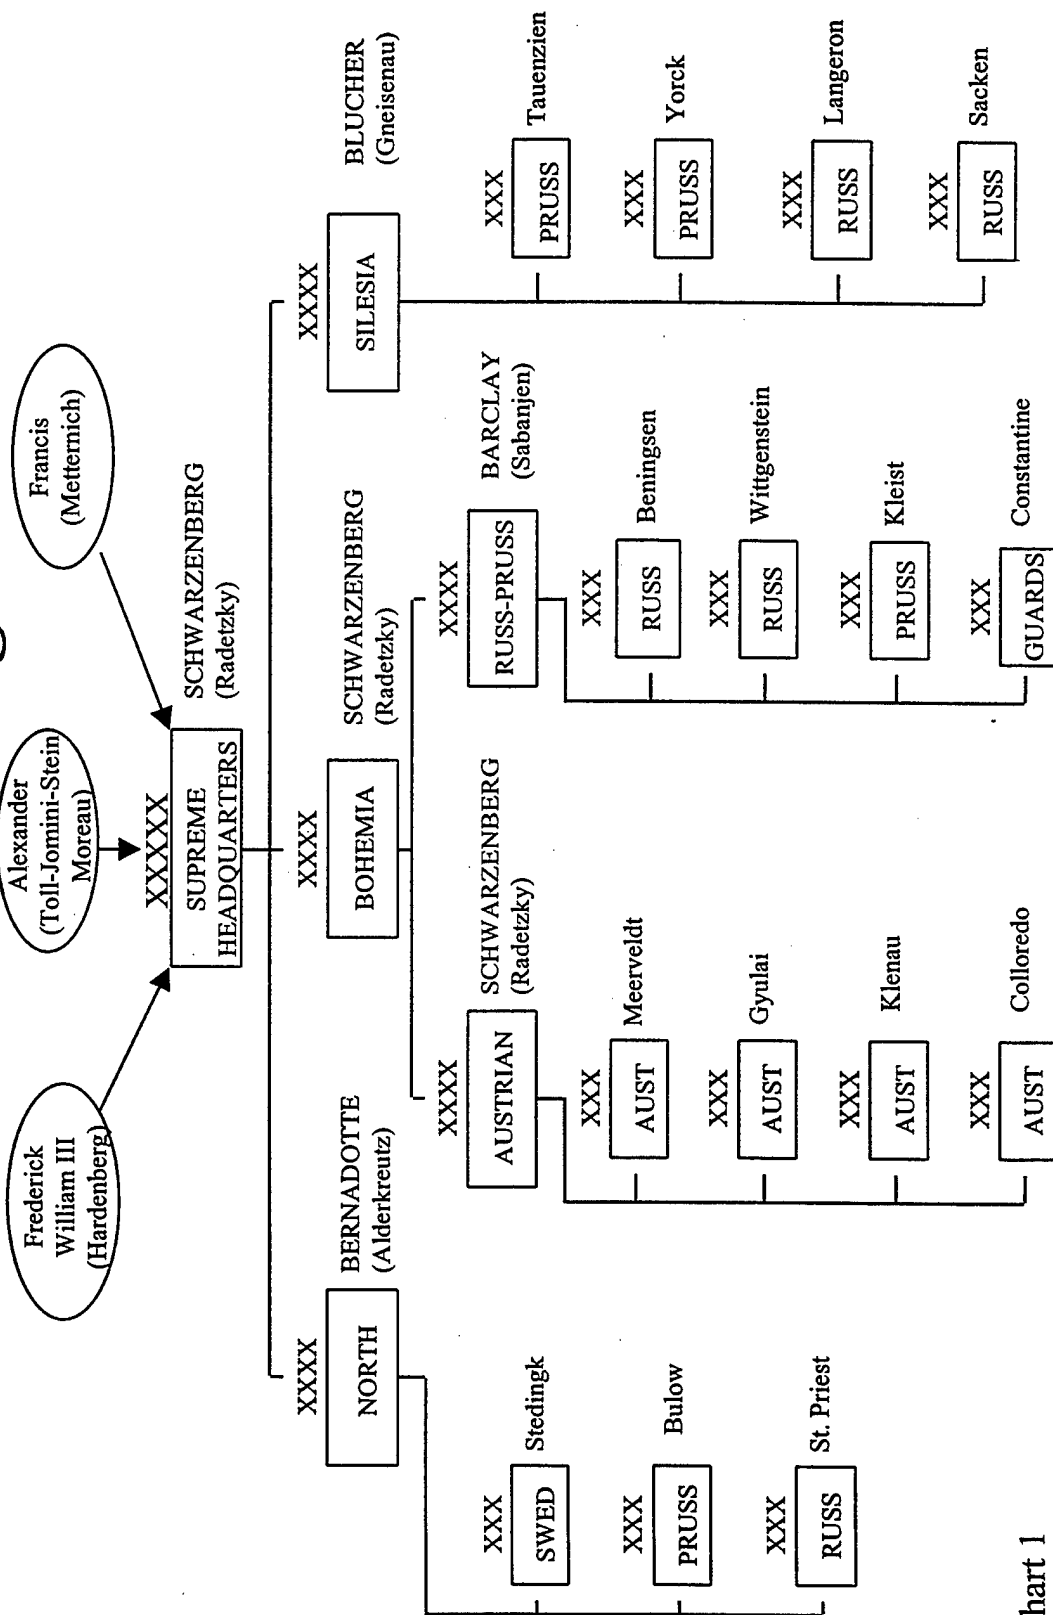 Frederick
William III
(Hardenberg)
Alexander
(Toll-Jomini-Stein
Moreau)
Francis
(Metternich)
XXXXX
SUPREME
HEADQUARTERS
SCHWARZENBERG
(Radetzky)
XXXX
NORTH
BERNADOTTE
(Alderkreutz)
XXX
SWED
Stedingk
XXX
PRUSS
Bulow
XXX
RUSS
St. Priest
XXXX
BOHEMIA
SCHWARZENBERG
(Radetzky)
XXXX
AUSTRIAN
SCHWARZENBERG
(Radetzky)
XXX
AUST
Meerveldt
XXX
AUST
Gyulai
XXX
AUST
Klenau
XXX
AUST
Colloredo
XXXX
RUSS-PRUSS
BARCLAY
(Sabanjen)
XXX
RUSS
Beningsen
XXX
RUSS
Wittgenstein
XXX
PRUSS
Kleist
XXX
GUARDS
Constantine
XXXX
SILESIA
BLUCHER
(Gneisenau)
XXX
PRUSS
Tauenzien
XXX
PRUSS
Yorck
XXX
RUSS
Langeron
XXX
RUSS
Sacken
hart 1